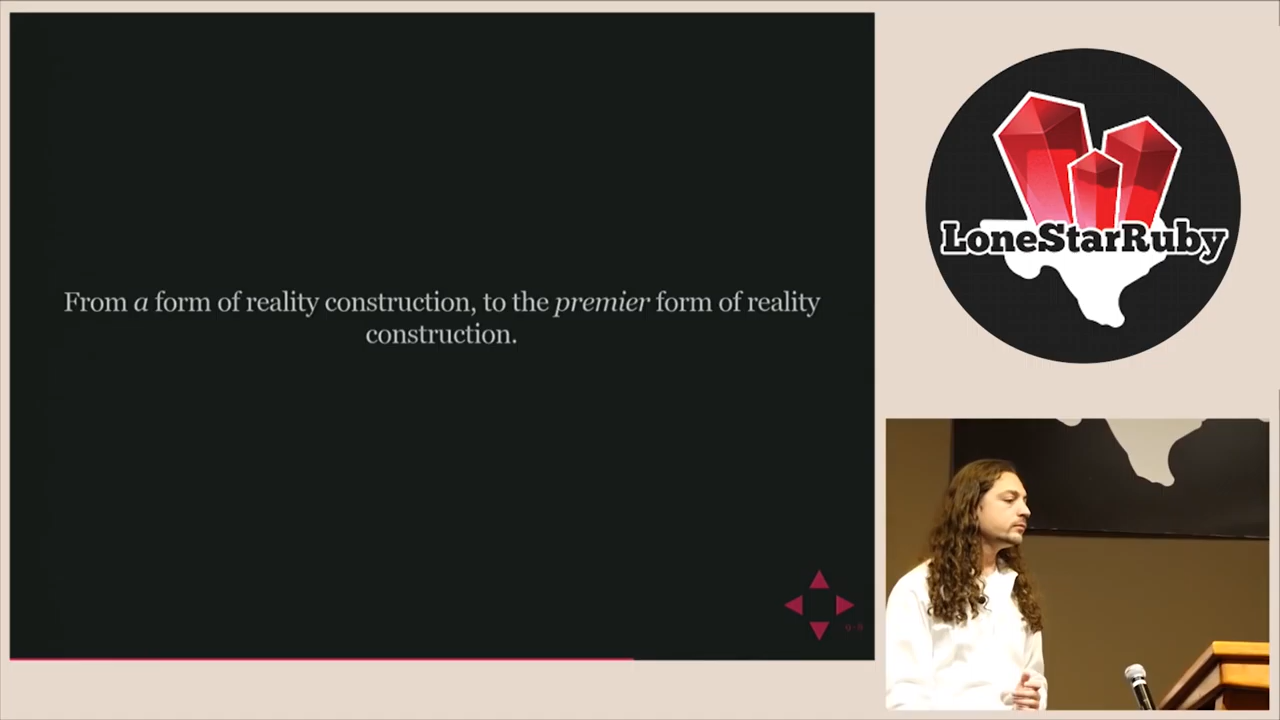 From a form of reality construction, to the premier form of reality
construction.
LoneStarRuby